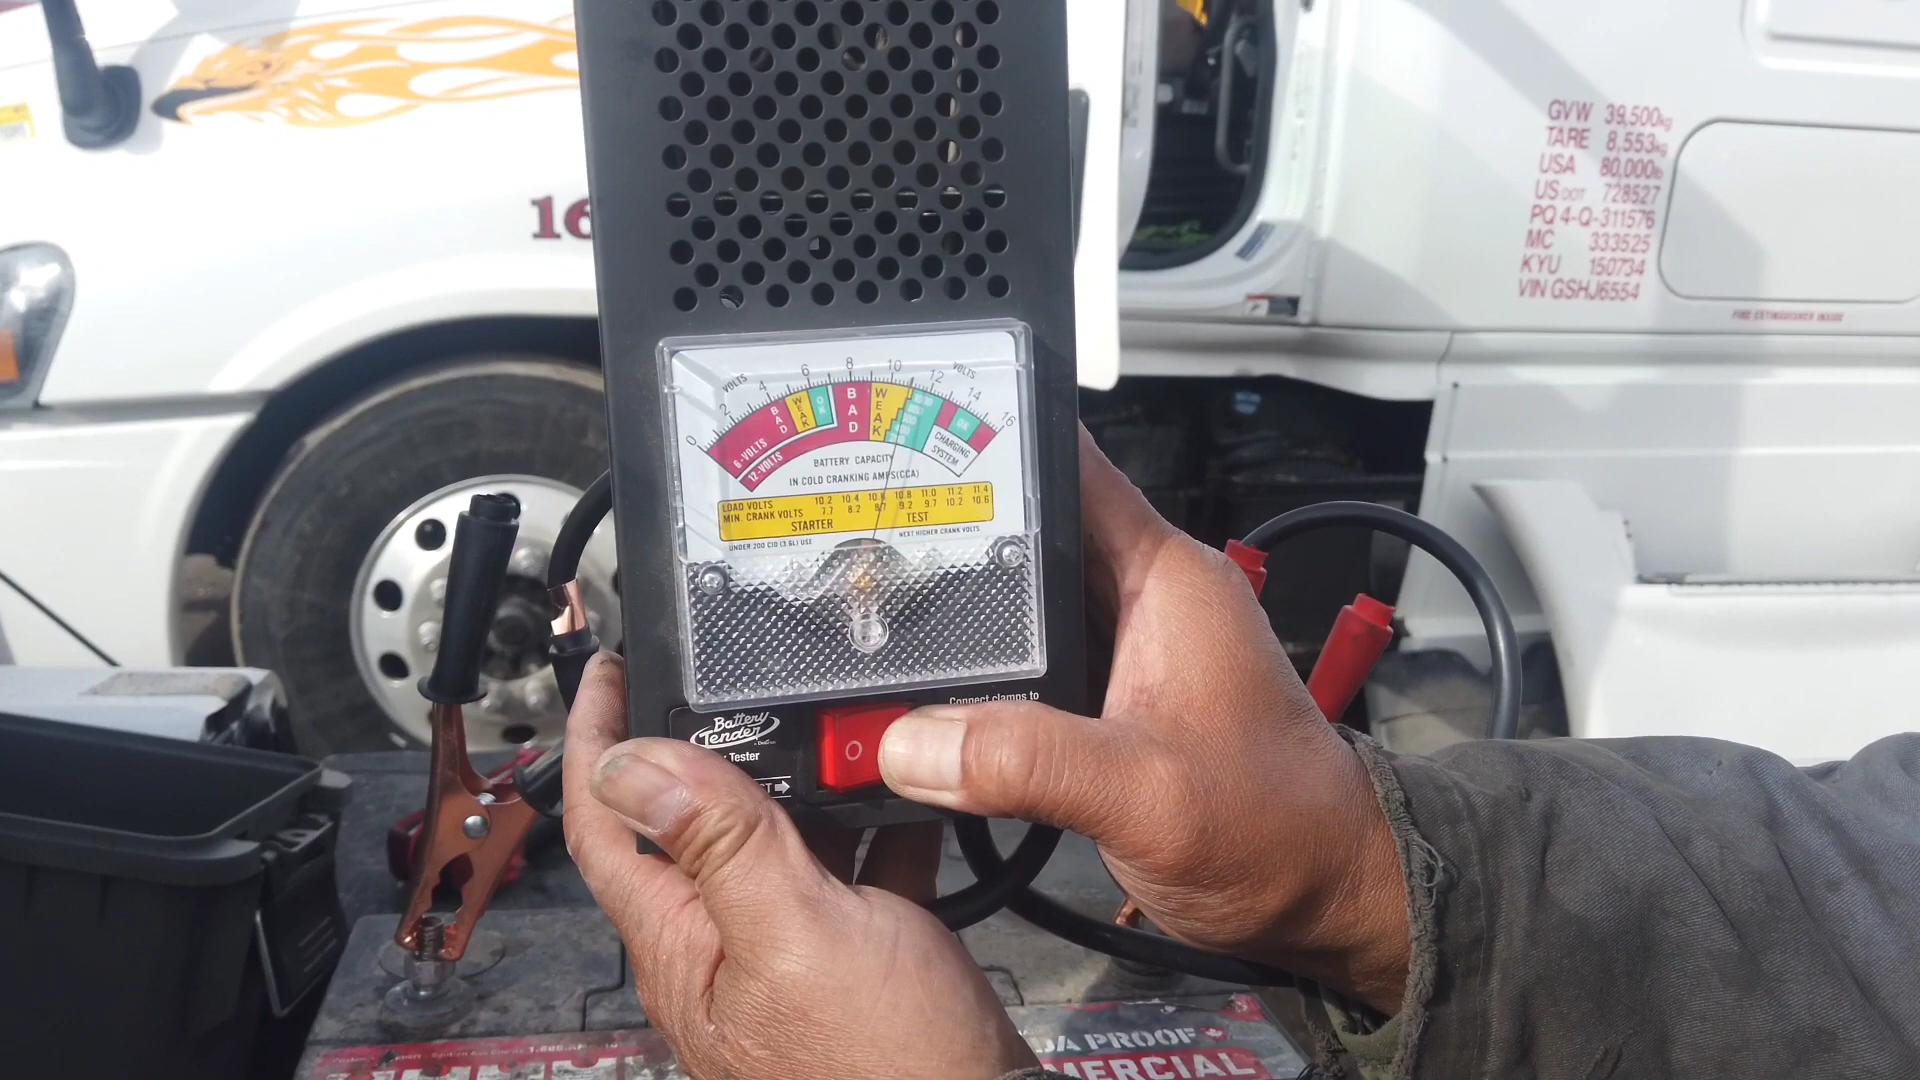 16
GVW 39,500kg
TARE 8,553kg
USA 80,000lb
US DOT 728527
PQ 4-Q-311576
MC 333525
KYU 150734
VIN GSHJ6554
FIRE EXTINGUISHER INSIDE
VOLTS
VOLTS
0 2 4 6 8 10 12 14 16
BAD WEAK OK BAD WEAK OK
6-VOLTS
12-VOLTS
CHARGING
SYSTEM
BATTERY CAPACITY
IN COLD CRANKING AMPS(CCA)
LOAD VOLTS 10.2 10.4 10.6 10.8 11.0 11.2 11.4
MIN. CRANK VOLTS 7.7 8.2 8.7 9.2 9.7 10.2 10.6
STARTER TEST
UNDER 200 CID (3.6L) USE NEXT HIGHER CRANK VOLTS
Connect clamps to
Battery
Tender
Tester
O
DA PROOF
MERCIAL